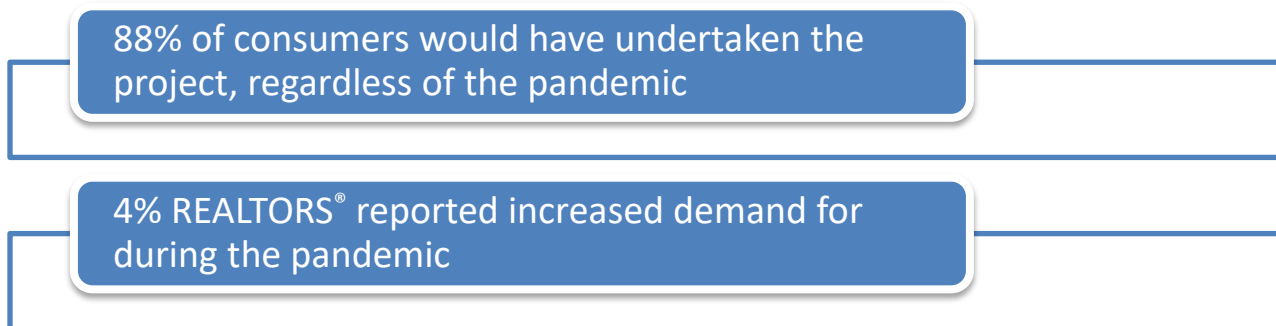 88% of consumers would have undertaken the
project, regardless of the pandemic
4% REALTORS® reported increased demand for
during the pandemic